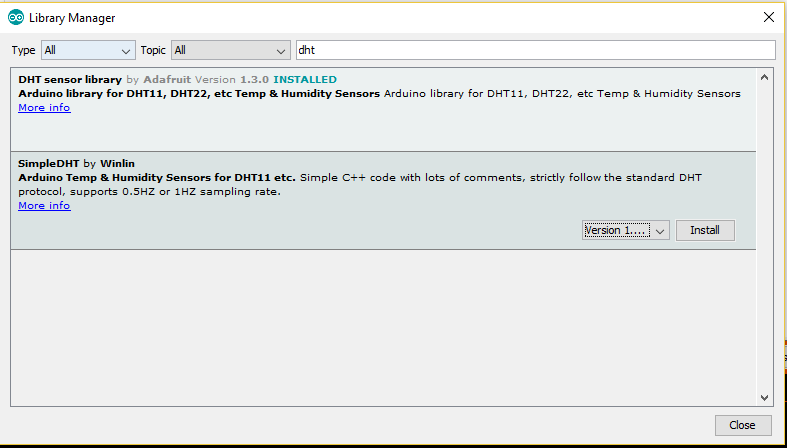 Library Manager
Type All Topic All dht
DHT sensor library by Adafruit Version 1.3.0 INSTALLED
Arduino library for DHT11, DHT22, etc Temp & Humidity Sensors Arduino library for DHT11, DHT22, etc Temp & Humidity Sensors
More info
SimpleDHT by Winlin
Arduino Temp & Humidity Sensors for DHT11 etc. Simple C++ code with lots of comments, strictly follow the standard DHT
protocol, supports 0.5HZ or 1HZ sampling rate.
More info
Version 1.... Install
Close